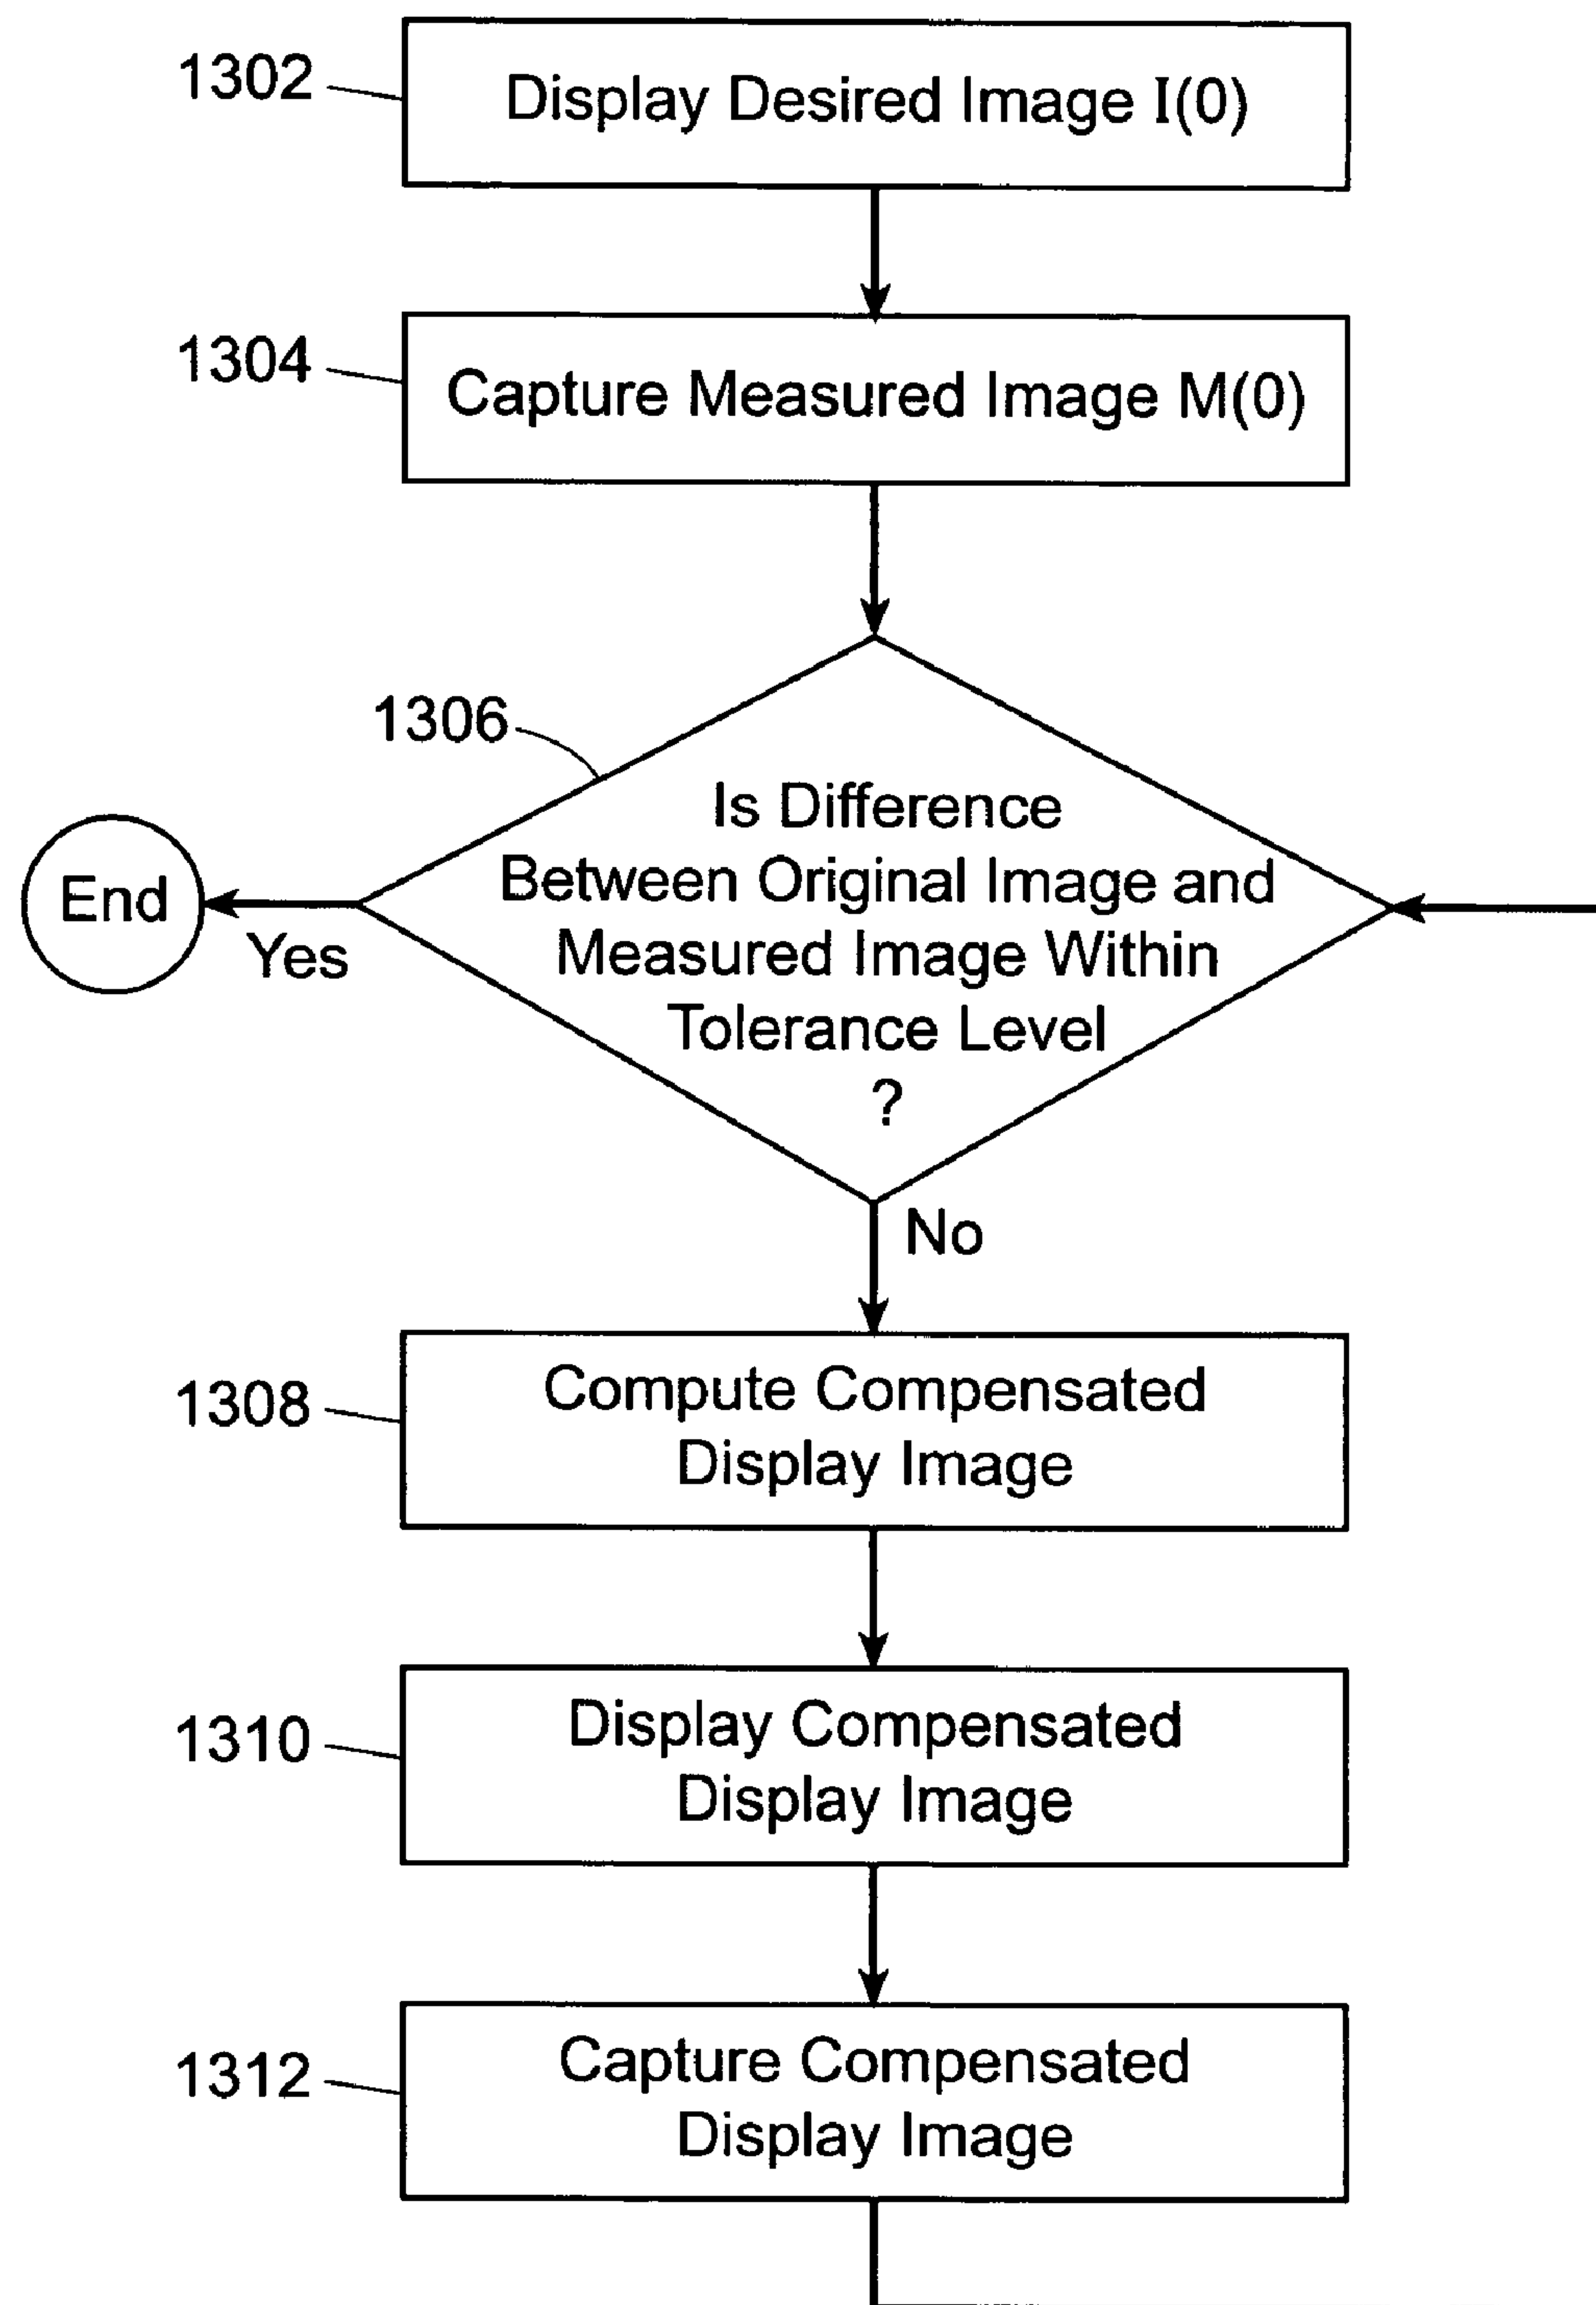 1302
Display Desired Image I(0)
1304
Capture Measured Image M(0)
1306
Is Difference
Between Original Image and
Measured Image Within
Tolerance Level
?
End
Yes
No
1308
Compute Compensated
Display Image
1310
Display Compensated
Display Image
1312
Capture Compensated
Display Image